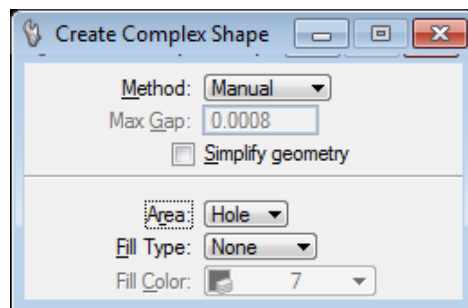 Create Complex Shape
Method: Manual
Max Gap: 0.0008
Simplify geometry
Area: Hole
Fill Type: None
Fill Color: 7